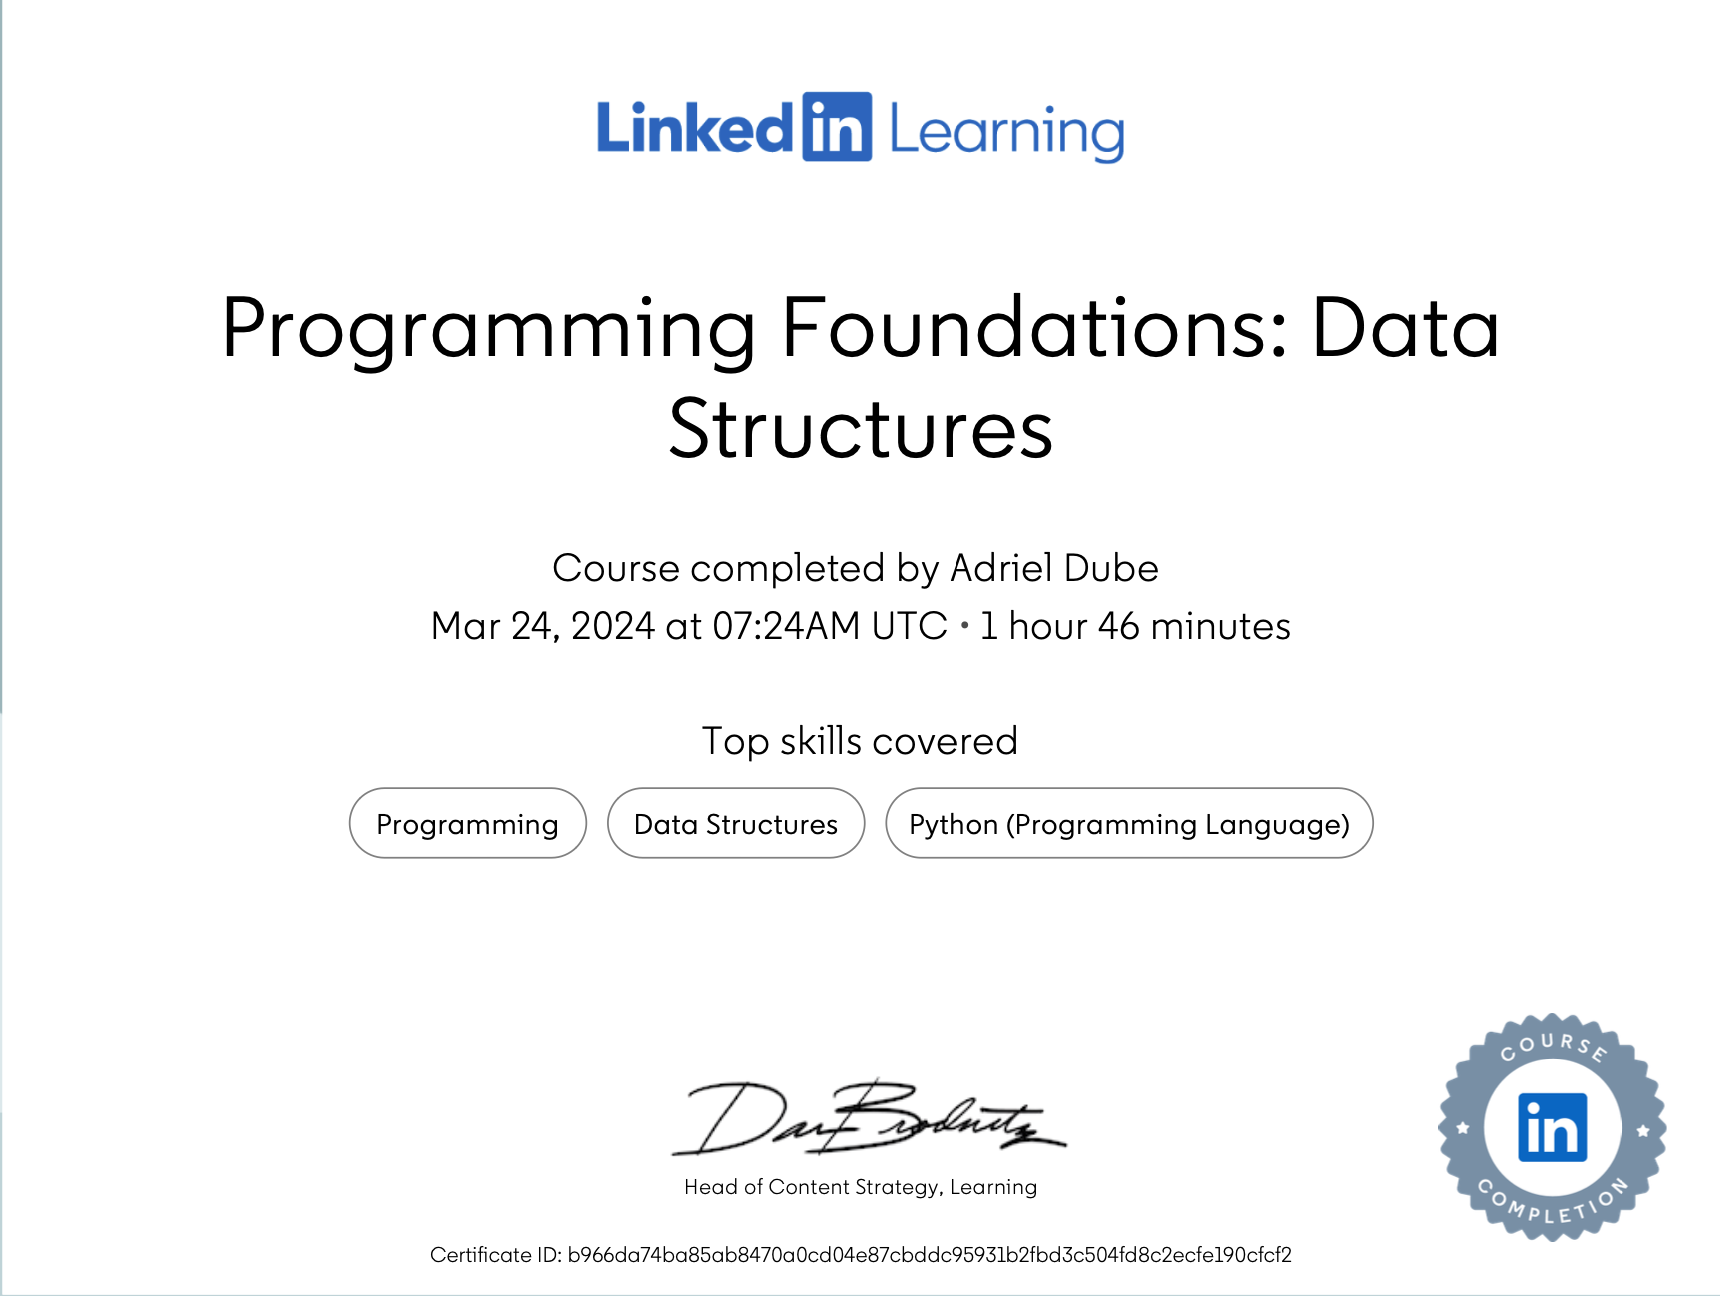 LinkedIn Learning
Programming Foundations: Data
Structures
Course completed by Adriel Dube
Mar 24, 2024 at 07:24AM UTC • 1 hour 46 minutes
Top skills covered
Programming
Data Structures
Python (Programming Language)
Dan Brodnitz
Head of Content Strategy, Learning
COURSE
in
COMPLETION
Certificate ID: b966da74ba85ab8470a0cd04e87cbddc95931b2fbd3c504fd8c2ecfe190cfcf2